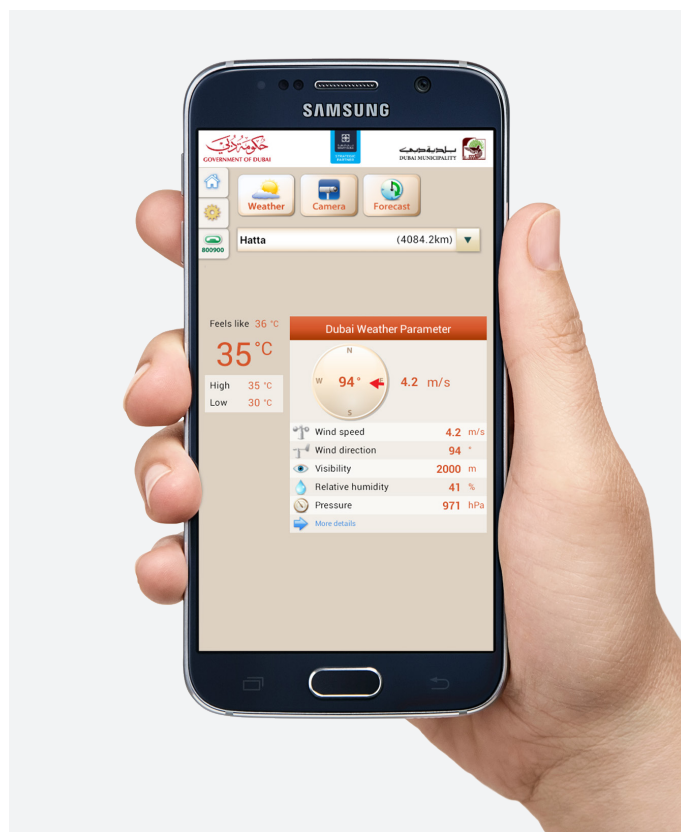 SAMSUNG
حكومة دبي
GOVERNMENT OF DUBAI
STRATEGIC
PARTNER
بلدية دبي
DUBAI MUNICIPALITY
Weather
Camera
Forecast
800900
Hatta (4084.2km)
Feels like 36 °C
35°C
High 35 °C
Low 30 °C
Dubai Weather Parameter
N
W 94° E 4.2 m/s
S
Wind speed 4.2 m/s
Wind direction 94 °
Visibility 2000 m
Relative humidity 41 %
Pressure 971 hPa
More details